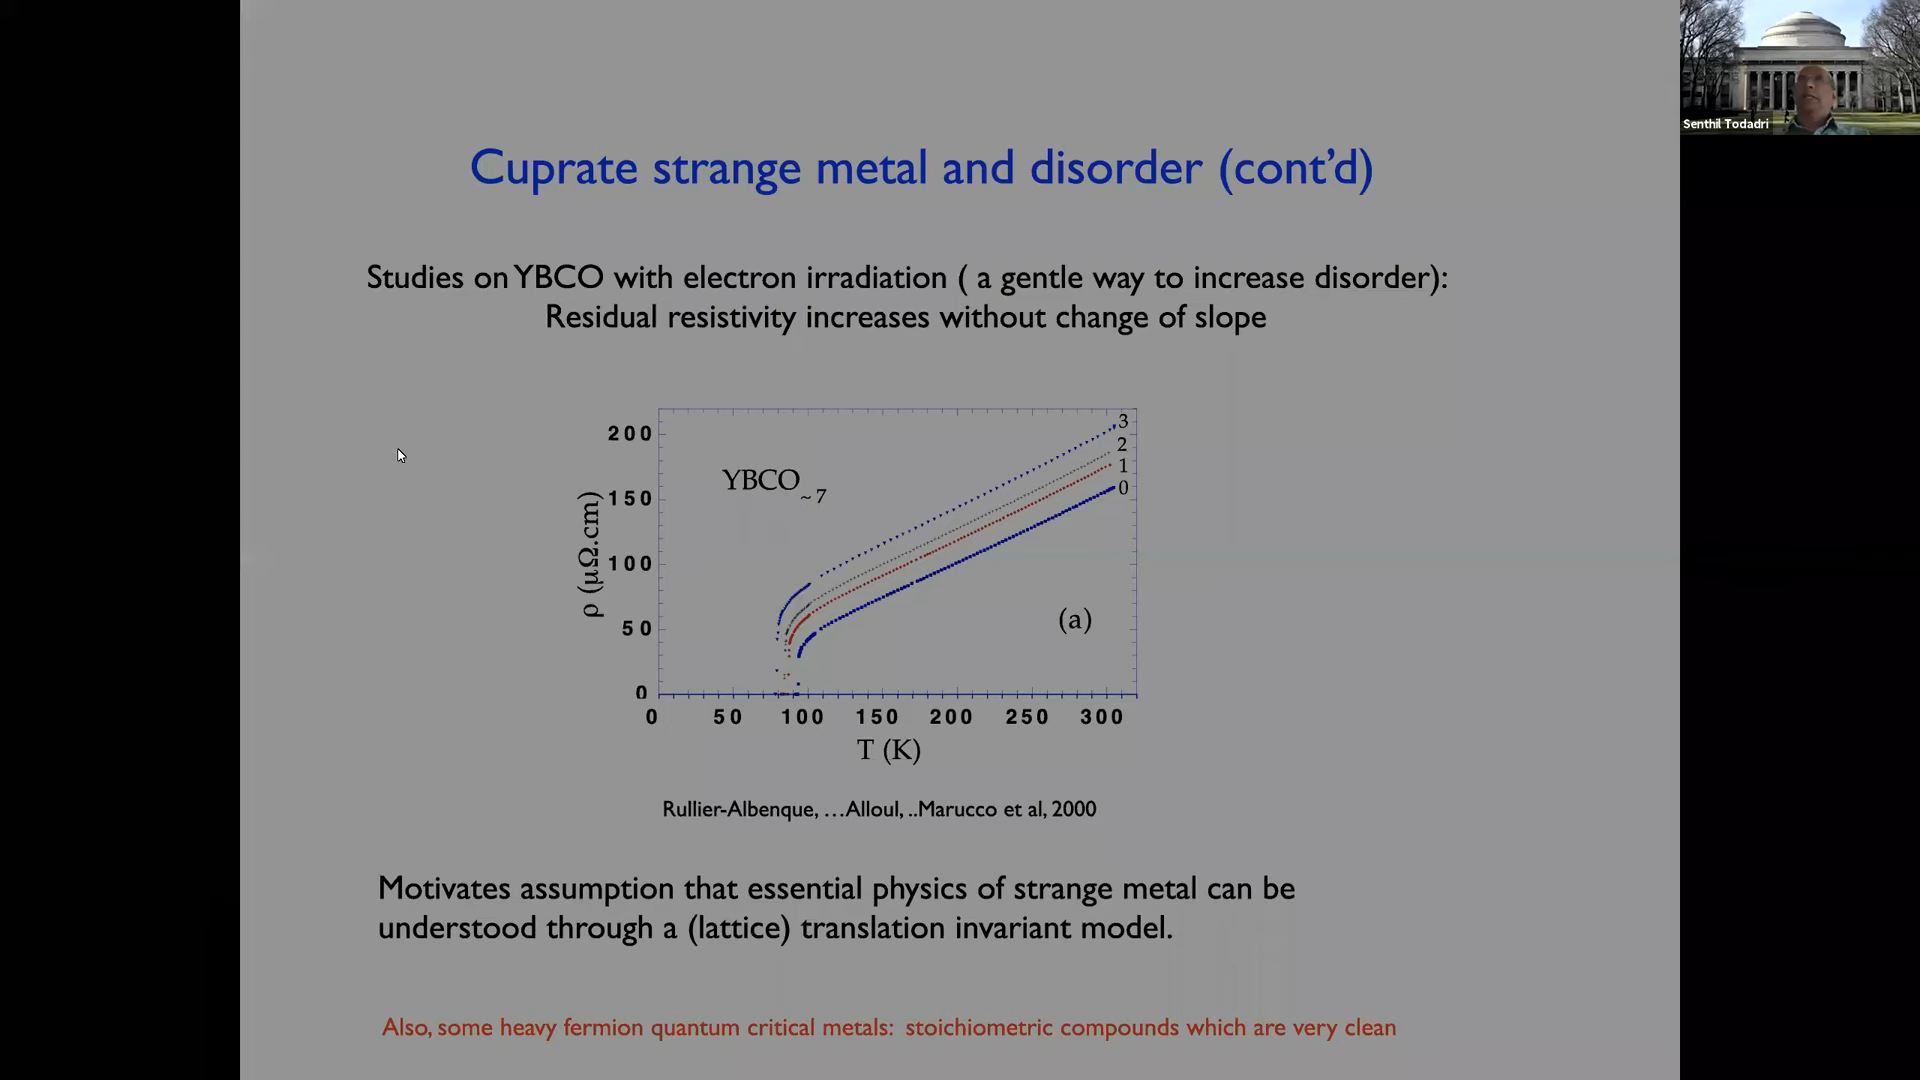 Senthil Todadri
Cuprate strange metal and disorder (cont’d)
Studies on YBCO with electron irradiation ( a gentle way to increase disorder):
Residual resistivity increases without change of slope
200
150
100
50
0
ρ (μΩ.cm)
YBCO~7
3
2
1
0
(a)
0 50 100 150 200 250 300
T (K)
Rullier-Albenque, …Alloul, ..Marucco et al, 2000
Motivates assumption that essential physics of strange metal can be
understood through a (lattice) translation invariant model.
Also, some heavy fermion quantum critical metals: stoichiometric compounds which are very clean